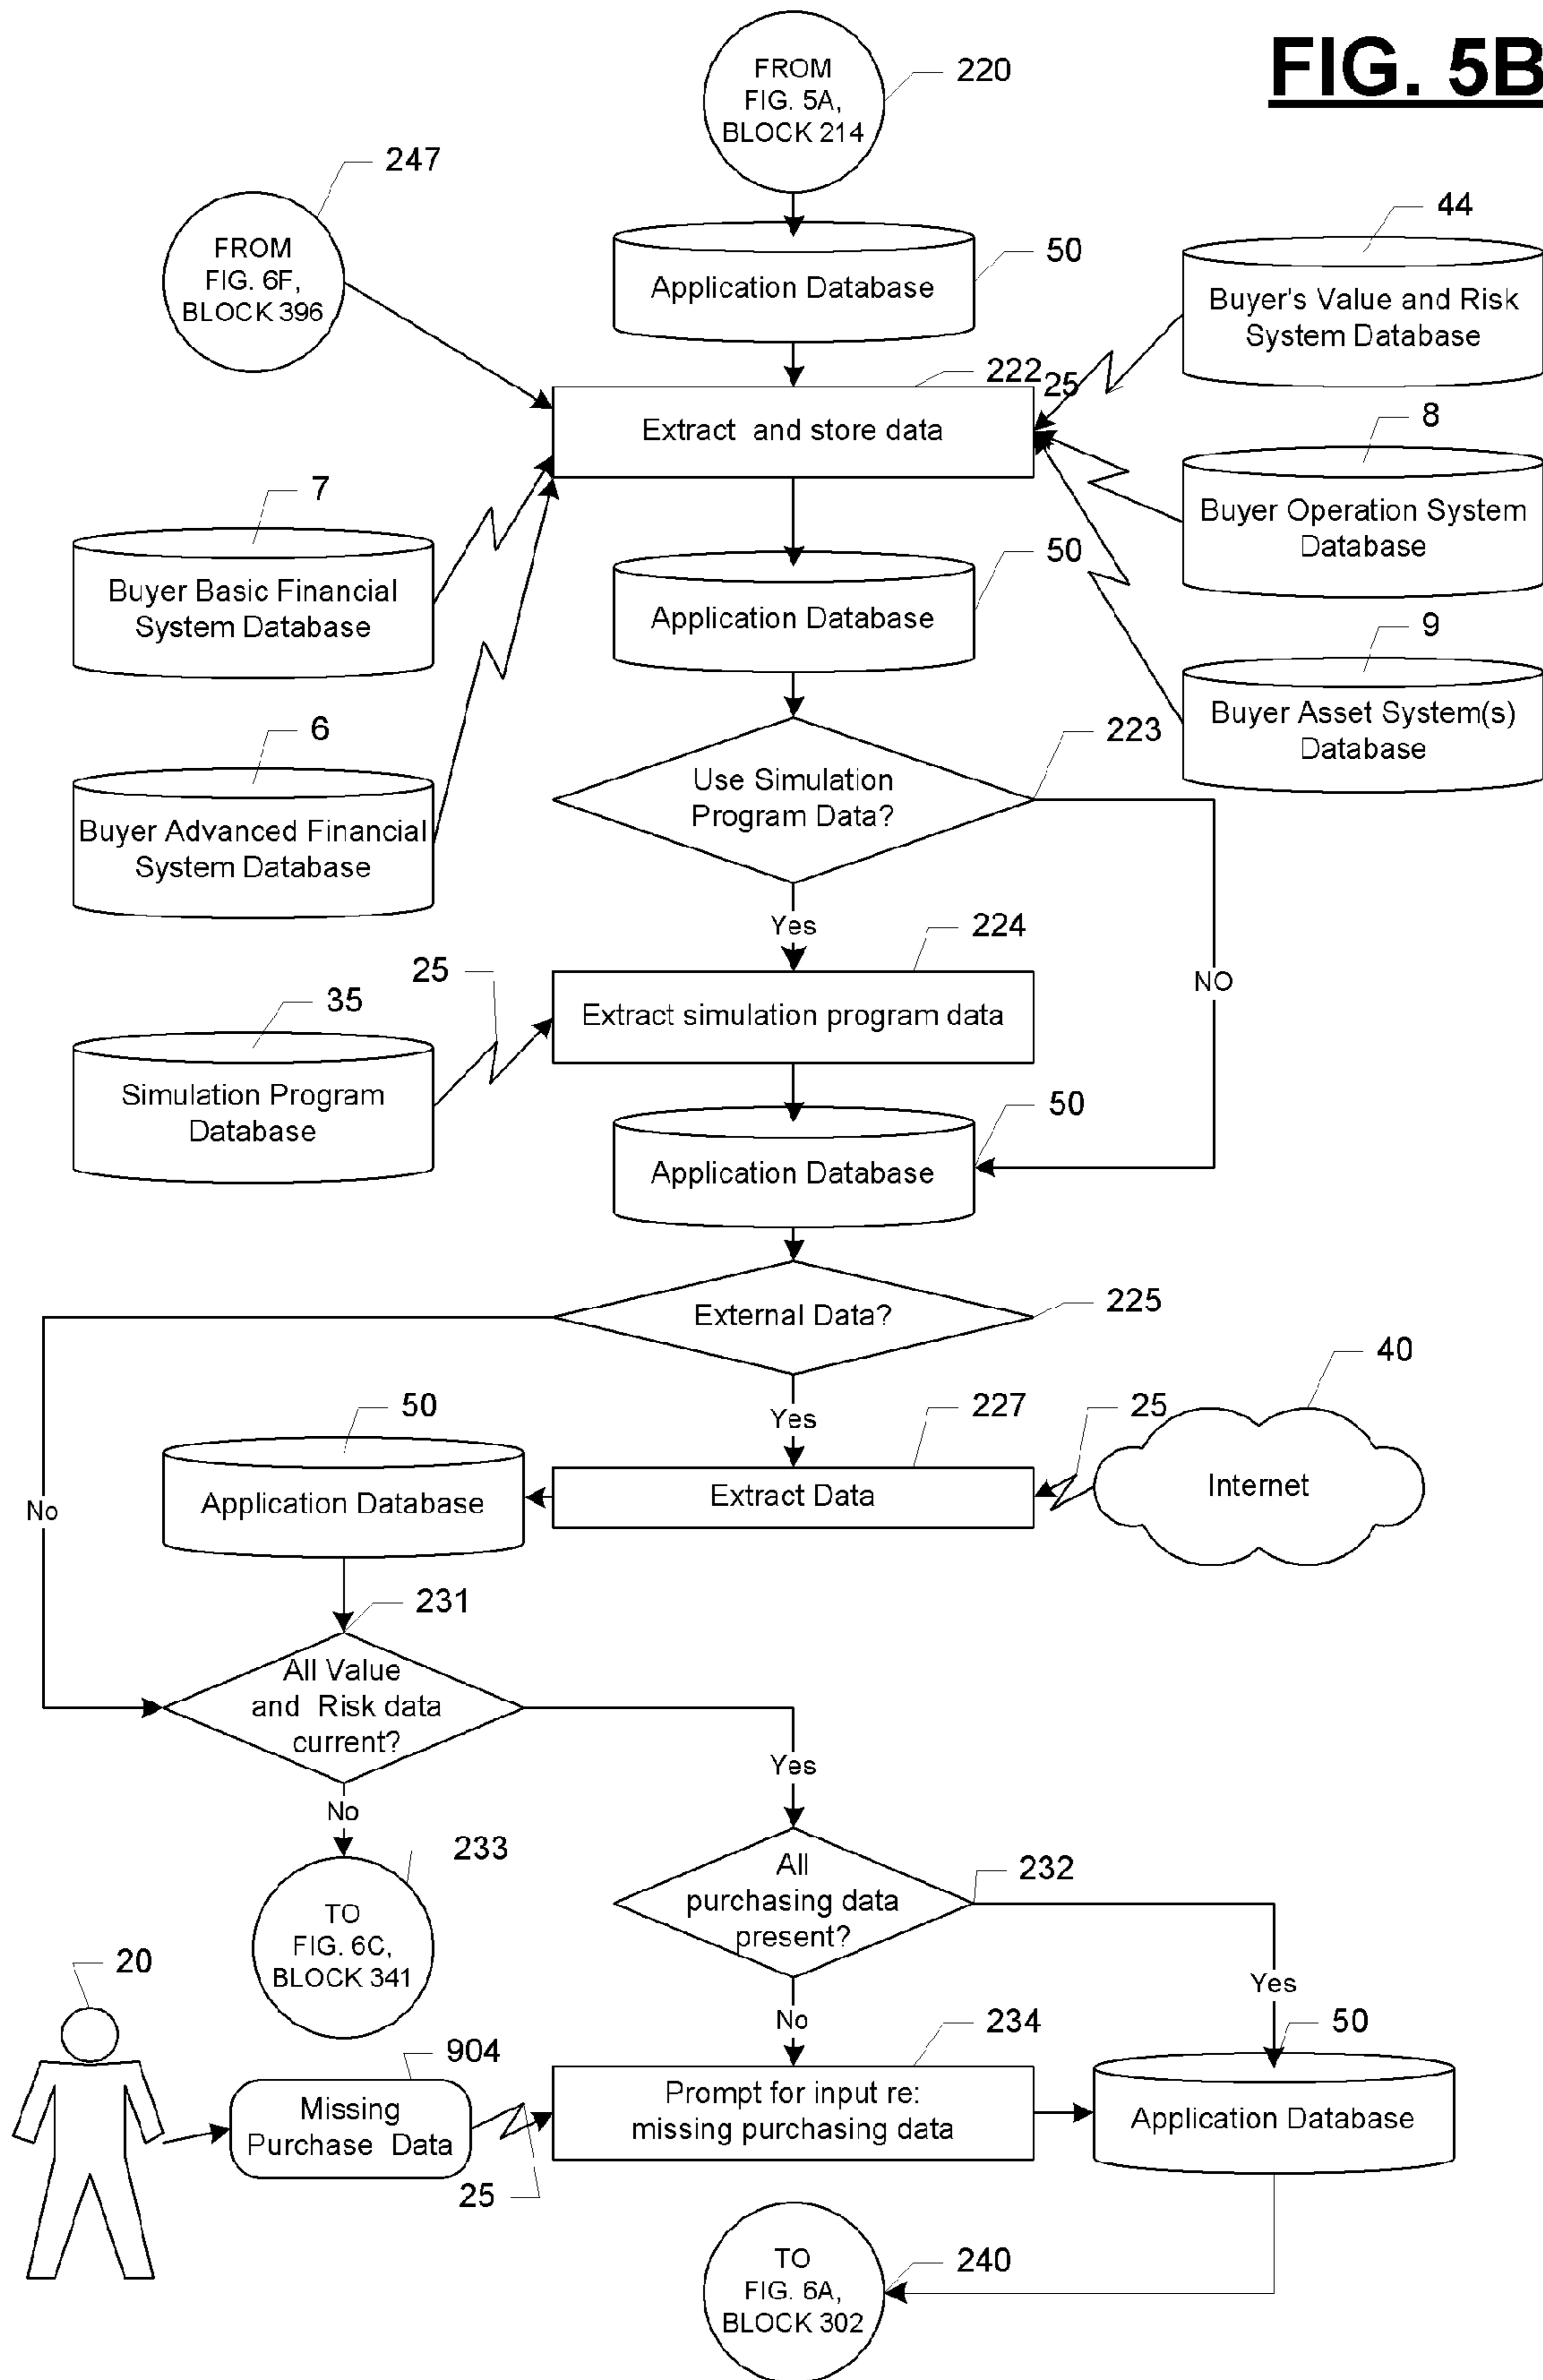 FIG. 5B
FROM
FIG. 5A,
BLOCK 214
220
247
FROM
FIG. 6F,
BLOCK 396
Application Database
50
44
Buyer's Value and Risk
System Database
222
25
Extract and store data
8
Buyer Operation System
Database
7
Buyer Basic Financial
System Database
50
Application Database
9
Buyer Asset System(s)
Database
6
Buyer Advanced Financial
System Database
223
Use Simulation
Program Data?
Yes
NO
224
25
Extract simulation program data
35
Simulation Program
Database
50
Application Database
External Data?
225
40
Yes
227
25
Internet
50
Application Database
Extract Data
No
231
All Value
and Risk data
current?
Yes
No
233
TO
FIG. 6C,
BLOCK 341
All
purchasing data
present?
232
Yes
No
20
904
Missing
Purchase Data
25
234
Prompt for input re:
missing purchasing data
50
Application Database
TO
FIG. 6A,
BLOCK 302
240